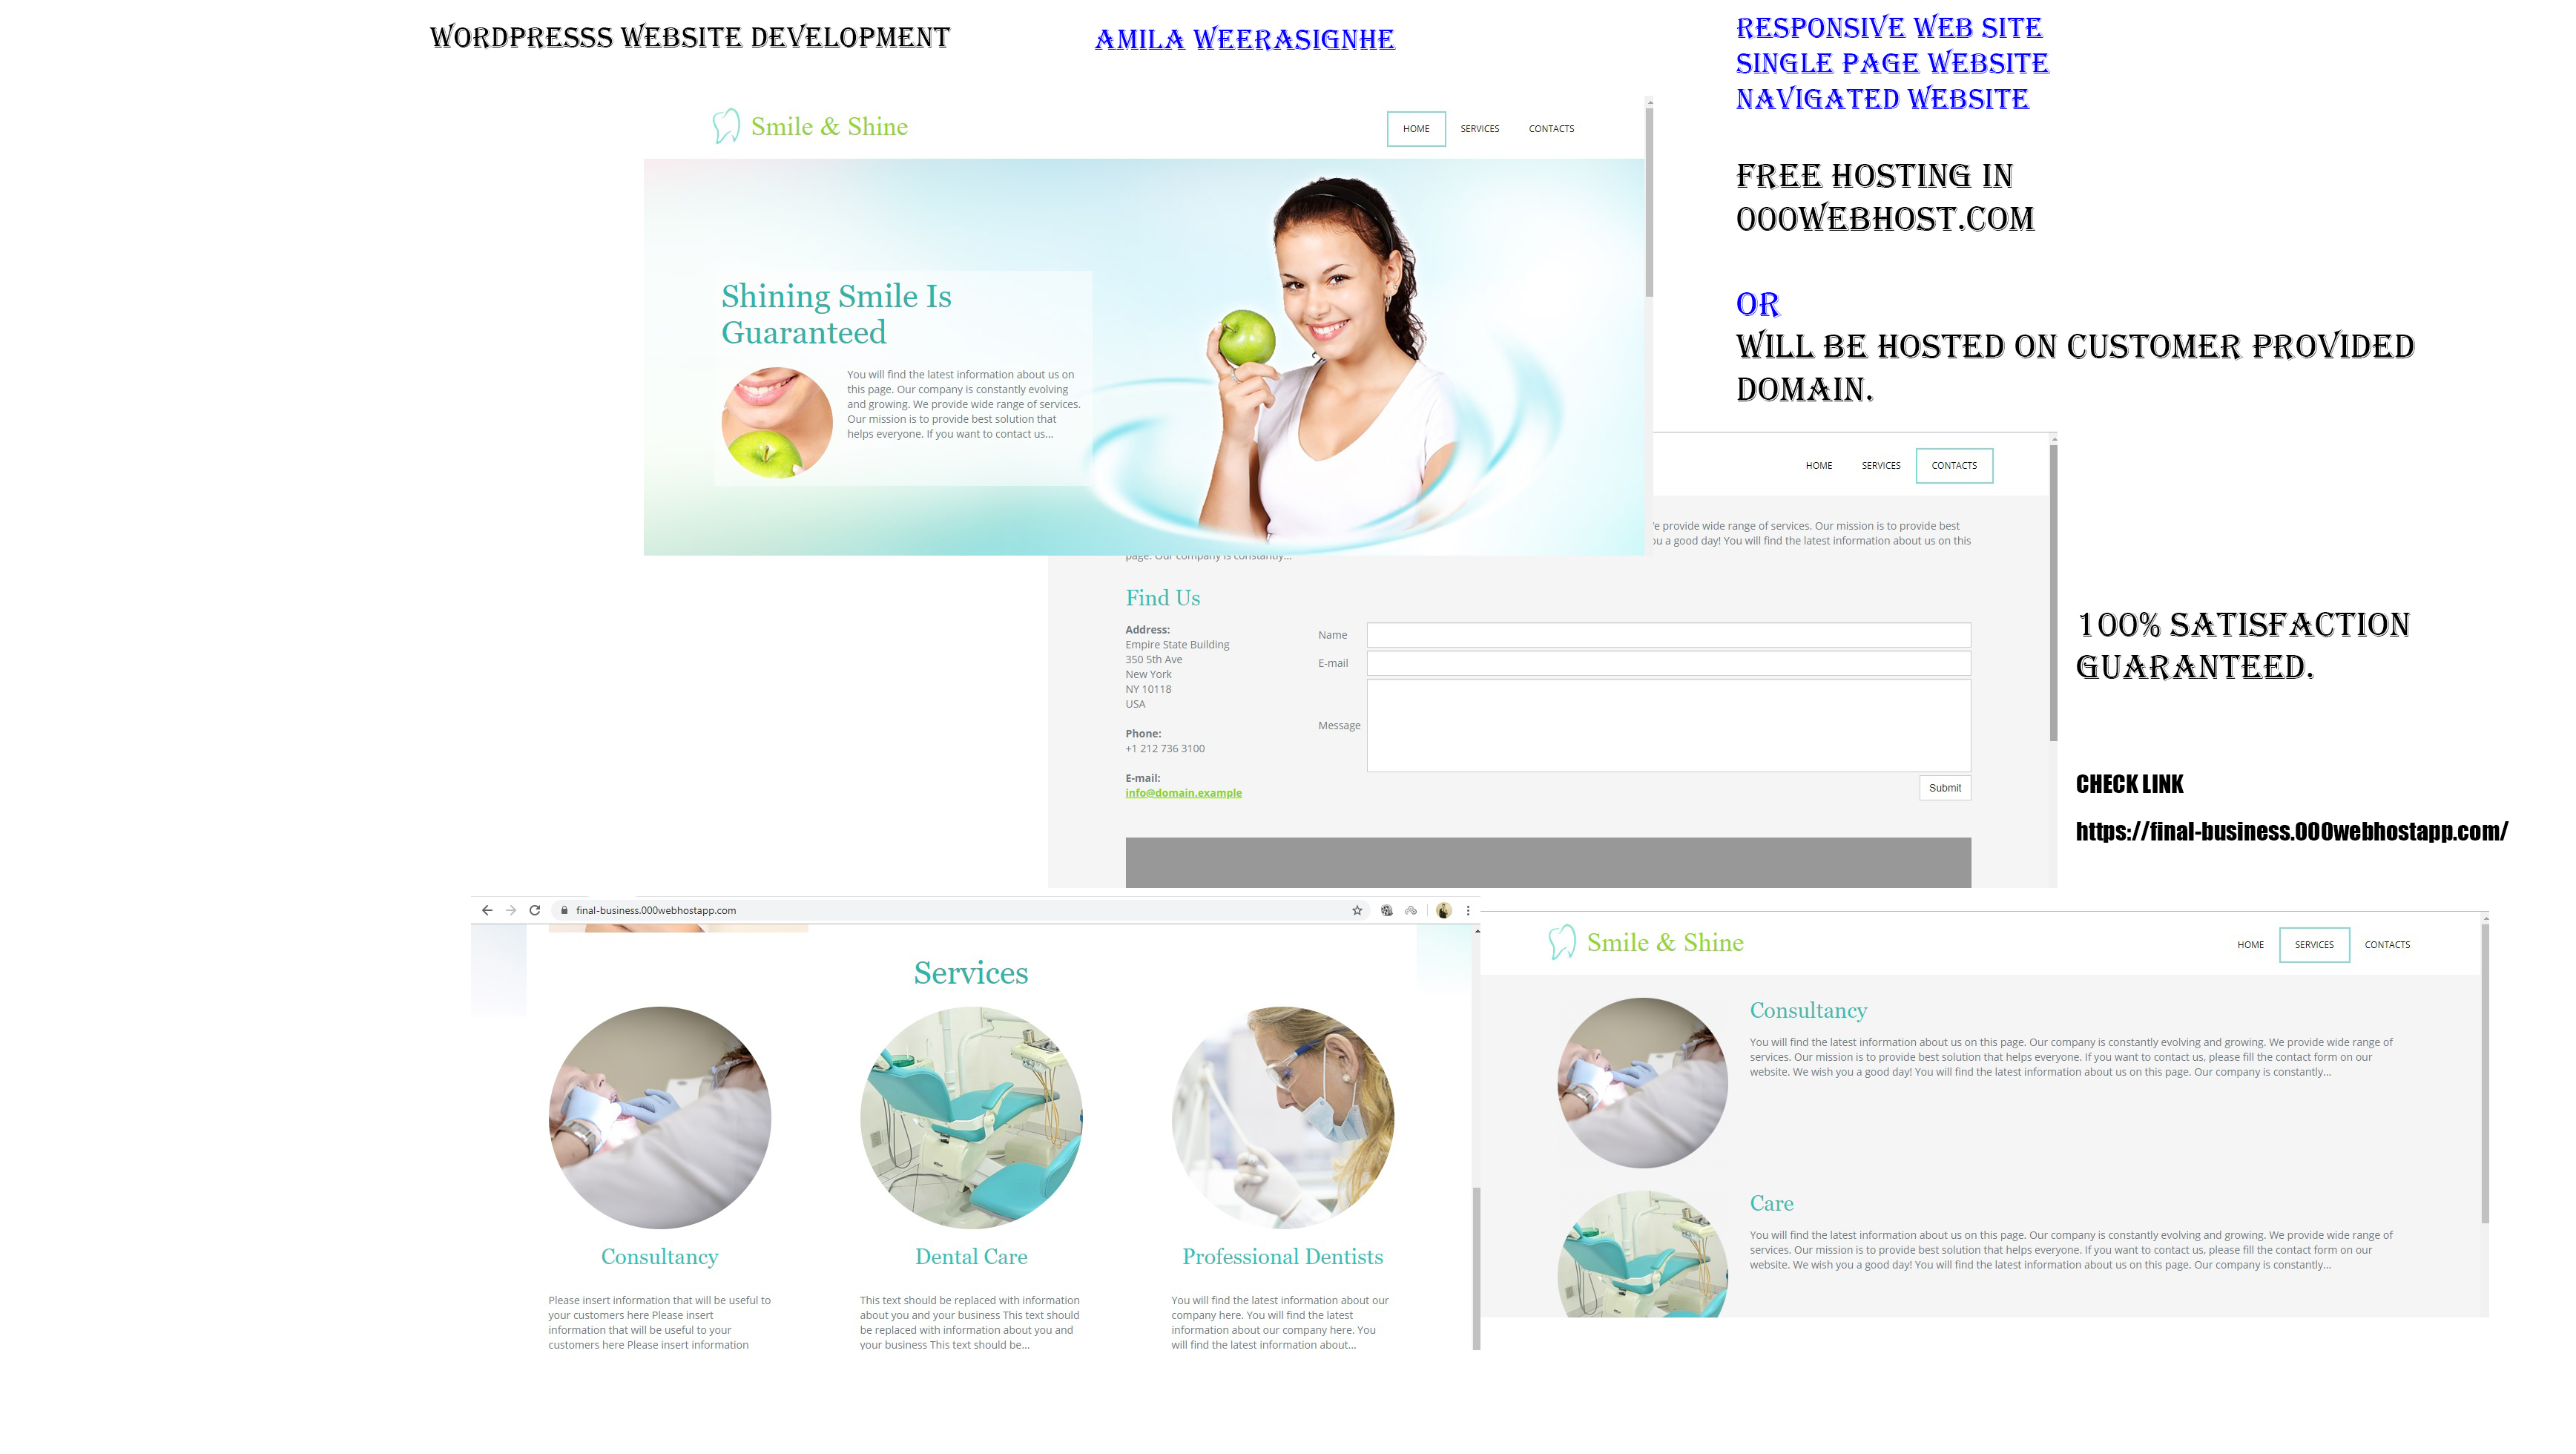 WORDPRESSS WEBSITE DEVELOPMENT
AMILA WEERASIGNHE
RESPONSIVE WEB SITE
SINGLE PAGE WEBSITE
NAVIGATED WEBSITE
FREE HOSTING IN
000WEBHOST.COM
OR
WILL BE HOSTED ON CUSTOMER PROVIDED
DOMAIN.
Smile & Shine
HOME
SERVICES
CONTACTS
Shining Smile Is
Guaranteed
You will find the latest information about us on
this page. Our company is constantly evolving
and growing. We provide wide range of services.
Our mission is to provide best solution that
helps everyone. If you want to contact us...
HOME
SERVICES
CONTACTS
provide wide range of services. Our mission is to provide best
a good day! You will find the latest information about us on this
page. Our company is constantly...
Find Us
Address:
Empire State Building
350 5th Ave
New York
NY 10118
USA
Phone:
+1 212 736 3100
E-mail:
info@domain.example
Name
E-mail
Message
Submit
100% SATISFACTION
GUARANTEED.
CHECK LINK
https://final-business.000webhostapp.com/
final-business.000webhostapp.com
Services
Consultancy
Dental Care
Professional Dentists
Please insert information that will be useful to
your customers here Please insert
information that will be useful to your
customers here Please insert information
This text should be replaced with information
about you and your business This text should
be replaced with information about you and
your business This text should be...
You will find the latest information about our
company here. You will find the latest
information about our company here. You
will find the latest information about...
Smile & Shine
HOME
SERVICES
CONTACTS
Consultancy
You will find the latest information about us on this page. Our company is constantly evolving and growing. We provide wide range of
services. Our mission is to provide best solution that helps everyone. If you want to contact us, please fill the contact form on our
website. We wish you a good day! You will find the latest information about us on this page. Our company is constantly...
Care
You will find the latest information about us on this page. Our company is constantly evolving and growing. We provide wide range of
services. Our mission is to provide best solution that helps everyone. If you want to contact us, please fill the contact form on our
website. We wish you a good day! You will find the latest information about us on this page. Our company is constantly...